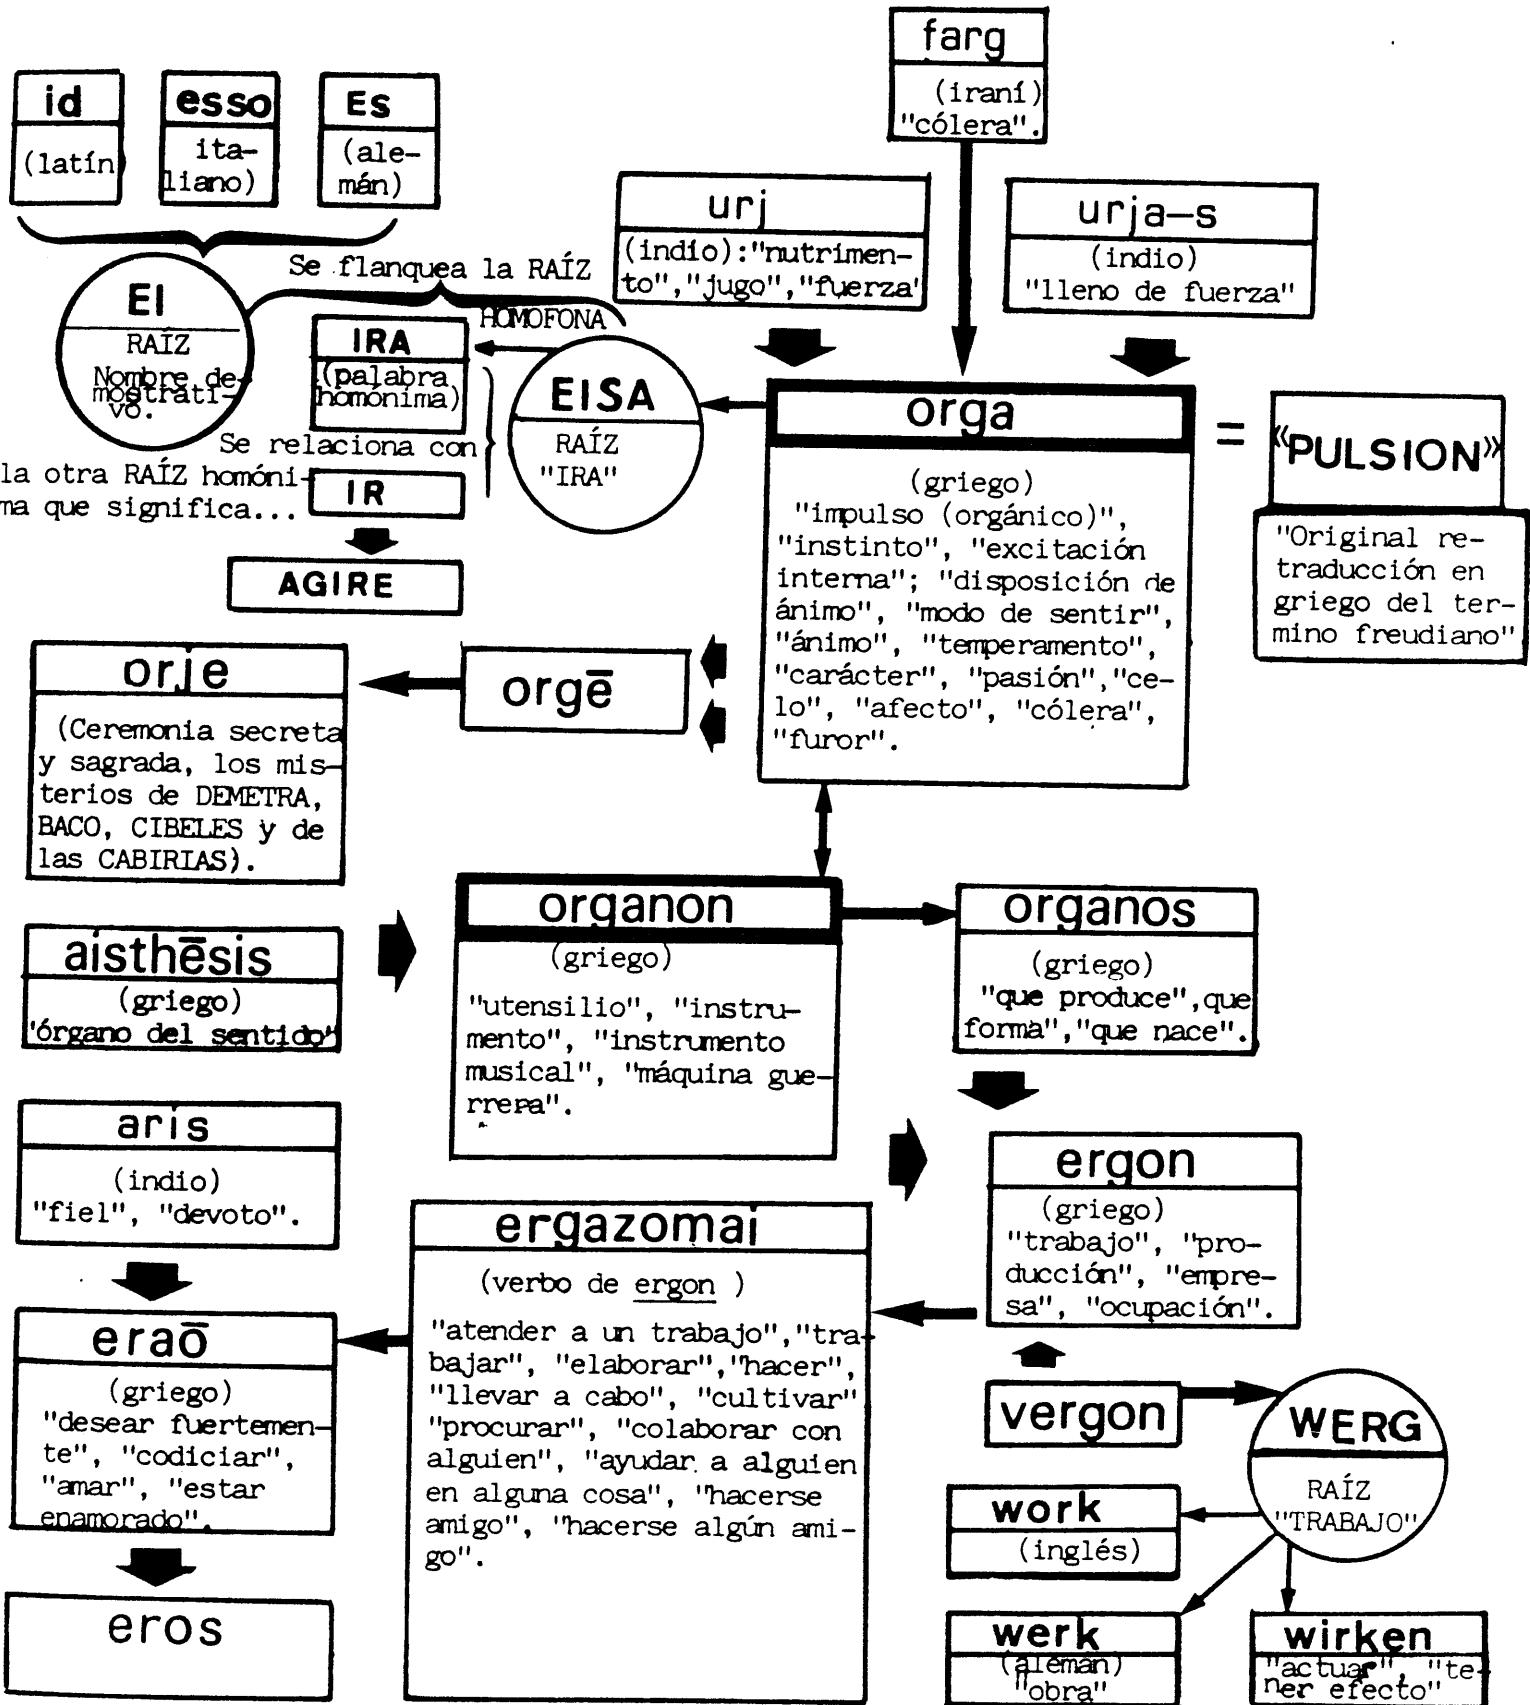 farg
(iraní)
"cólera".
id
(latín)
esso
ita-
liano)
Es
(ale-
mán)
urj
(indio):"nutrimen-
to","jugo","fuerza"
urja-s
(indio)
"lleno de fuerza"
Se flanquea la RAÍZ
HOMOFONA
EI
RAÍZ
Nombre de-
mostrati-
vo.
IRA
(palabra
homónima)
EISA
RAÍZ
"IRA"
Se relaciona con
la otra RAÍZ homóni-
ma que significa...
IR
AGIRE
orga
(griego)
"impulso (orgánico)",
"instinto", "excitación
interna"; "disposición de
ánimo", "modo de sentir",
"ánimo", "temperamento",
"carácter", "pasión","ce-
lo", "afecto", "cólera",
"furor".
=
"PULSION"
"Original re-
traducción en
griego del ter-
mino freudiano"
orje
(Ceremonia secreta
y sagrada, los mis-
terios de DEMETRA,
BACO, CIBELES y de
las CABIRIAS).
orgē
aisthēsis
(griego)
"órgano del sentido"
organon
(griego)
"utensilio", "instru-
mento", "instrumento
musical", "máquina gue-
rrera".
organos
(griego)
"que produce",que
forma","que nace".
aris
(indio)
"fiel", "devoto".
ergon
(griego)
"trabajo", "pro-
ducción", "empre-
sa", "ocupación".
ergazomai
(verbo de ergon )
"atender a un trabajo","tra-
bajar", "elaborar","hacer",
"llevar a cabo", "cultivar"
"procurar", "colaborar con
alguien", "ayudar a alguien
en alguna cosa", "hacerse
amigo", "hacerse algún ami-
go".
eraō
(griego)
"desear fuertemen-
te", "codiciar",
"amar", "estar
enamorado".
eros
vergon
WERG
RAÍZ
"TRABAJO"
work
(inglés)
werk
(alemán)
"obra"
wirken
"actuar", "te-
ner efecto"